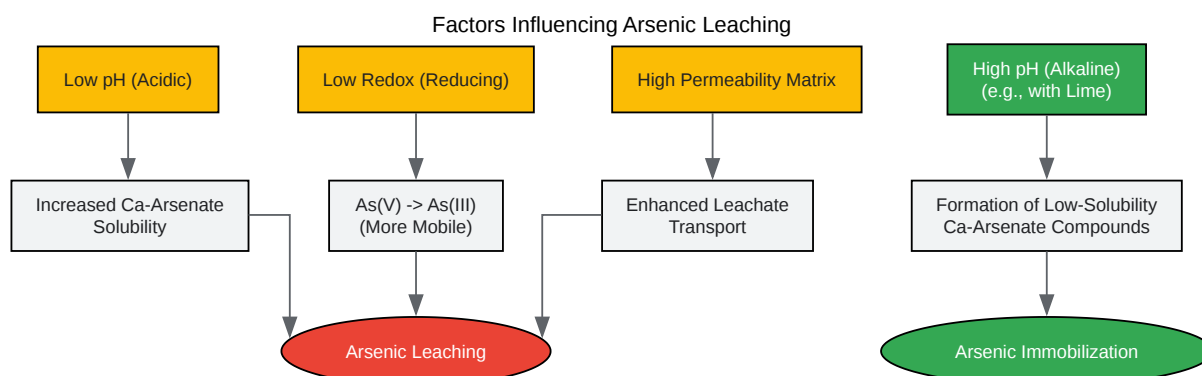 Factors Influencing Arsenic Leaching
Low pH (Acidic)
Low Redox (Reducing)
High Permeability Matrix
High pH (Alkaline)
(e.g., with Lime)
Increased Ca-Arsenate
Solubility
As(V) -> As(III)
(More Mobile)
Enhanced Leachate
Transport
Formation of Low-Solubility
Ca-Arsenate Compounds
Arsenic Leaching
Arsenic Immobilization